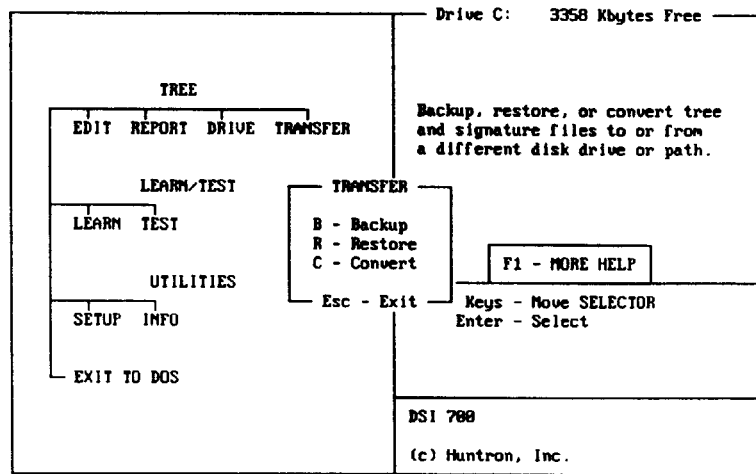 Drive C: 3358 Kbytes Free
TREE
EDIT REPORT DRIVE TRANSFER
Backup, restore, or convert tree
and signature files to or from
a different disk drive or path.
LEARN/TEST
LEARN TEST
TRANSFER
B - Backup
R - Restore
C - Convert
Esc - Exit
F1 - MORE HELP
UTILITIES
SETUP INFO
Keys - Move SELECTOR
Enter - Select
EXIT TO DOS
DSI 700
(c) Huntron, Inc.